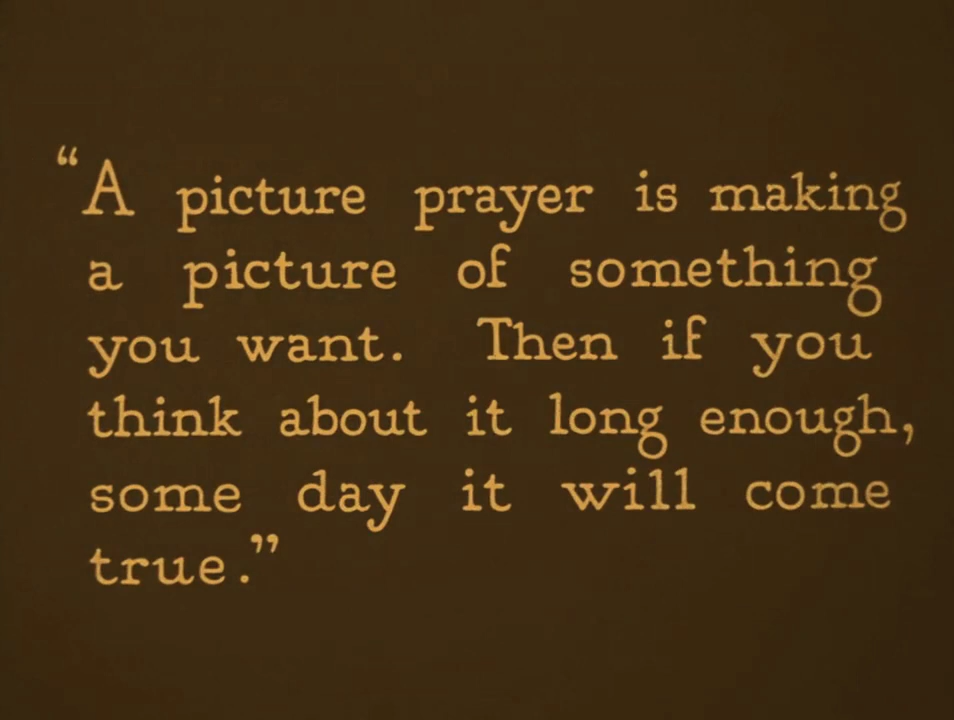 “A picture prayer is making
a picture of something
you want. Then if you
think about it long enough,
some day it will come
true.”